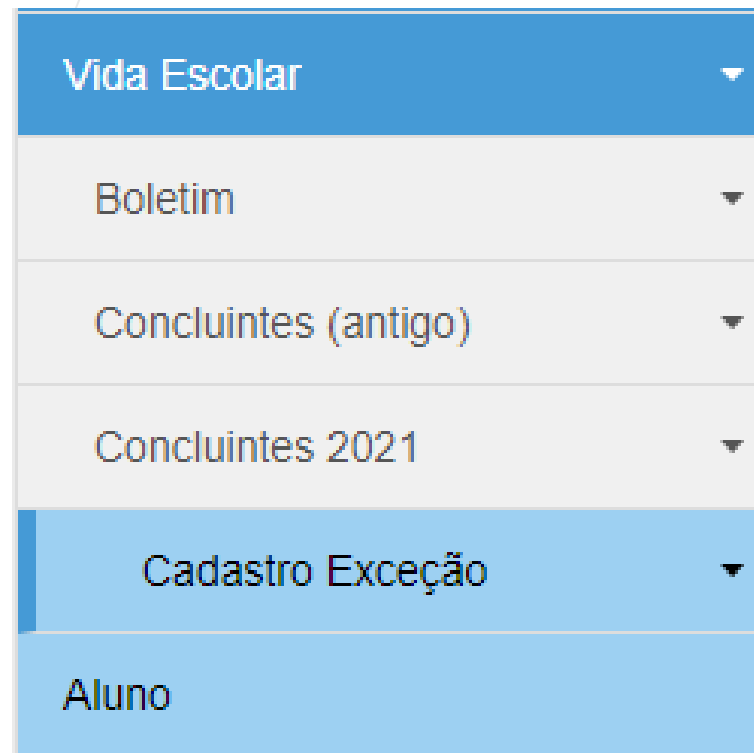 Vida Escolar
Boletim
Concluintes (antigo)
Concluintes 2021
Cadastro Exceção
Aluno